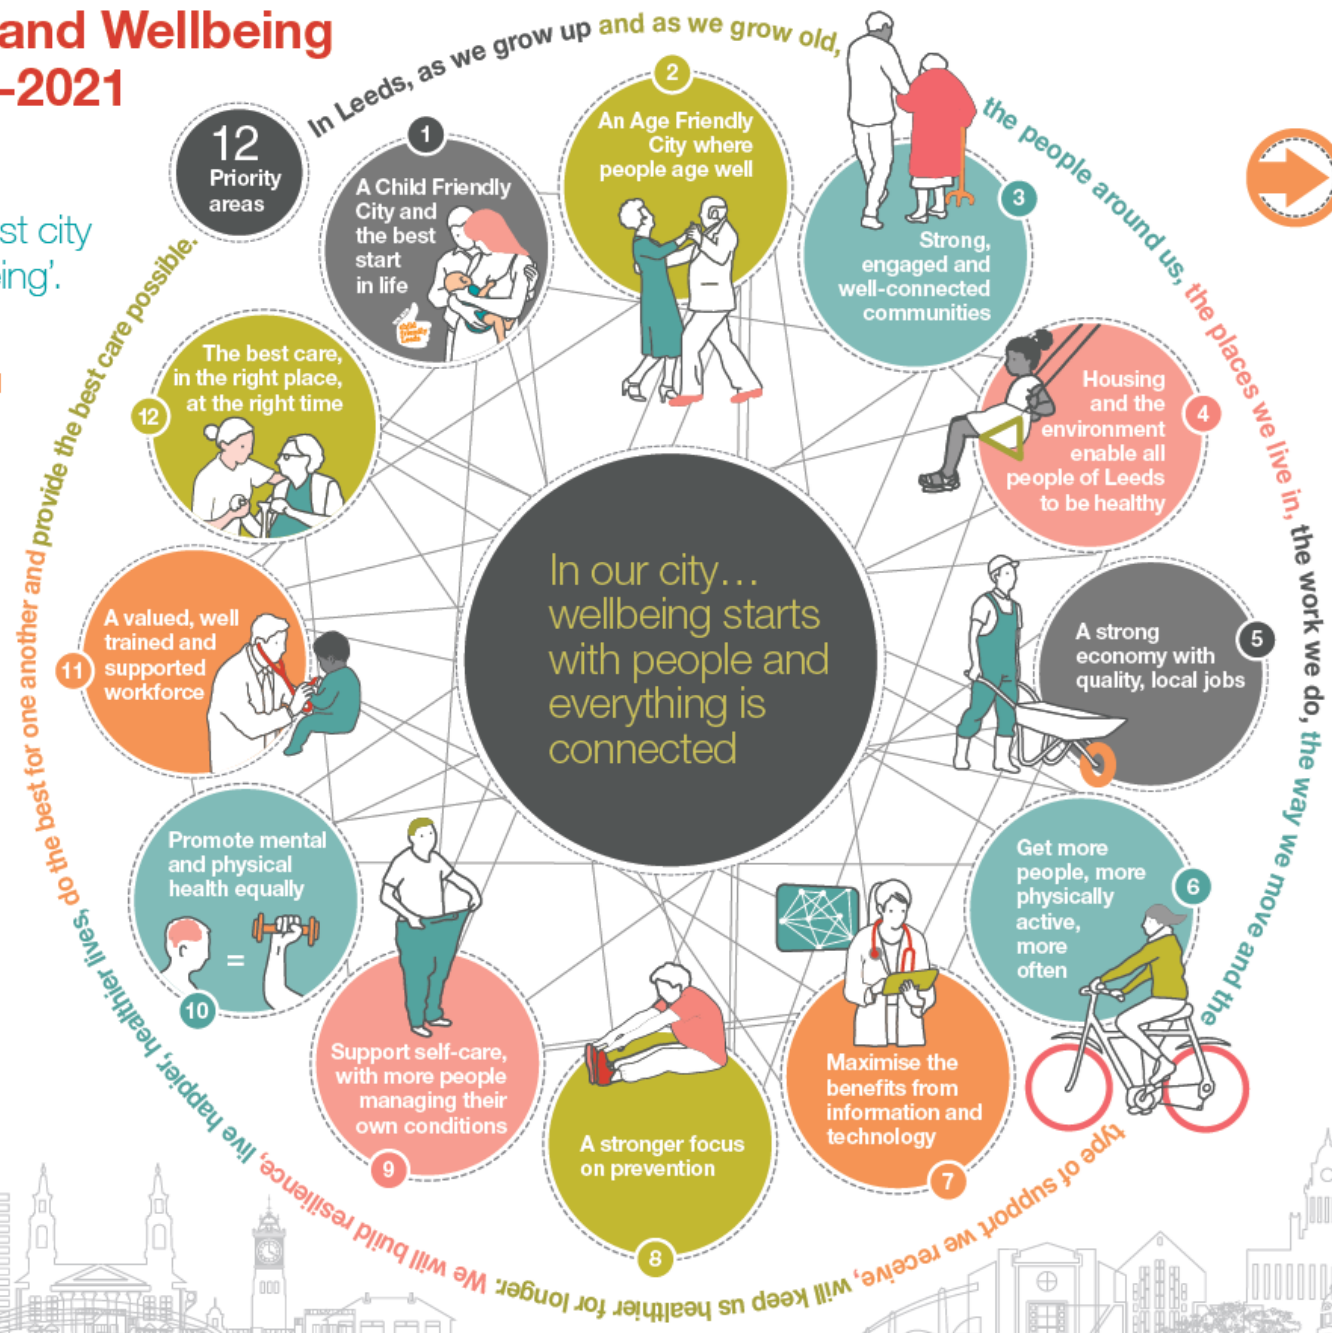 and Wellbeing
-2021
st city
ing’.
12
Priority
areas
In Leeds, as we grow up and as we grow old, the people around us, the places we live in, the work we do, the way we move and the type of support we receive, will keep us healthier for longer. We will build resilience, live happier, healthier lives, do the best for one another and provide the best care possible.
1
A Child Friendly
City and
the best
start
in life
child
friendly
Leeds
2
An Age Friendly
City where
people age well
3
Strong,
engaged and
well-connected
communities
4
Housing
and the
environment
enable all
people of Leeds
to be healthy
5
A strong
economy with
quality, local jobs
6
Get more
people, more
physically
active,
more
often
7
Maximise the
benefits from
information and
technology
8
A stronger focus
on prevention
9
Support self-care,
with more people
managing their
own conditions
10
Promote mental
and physical
health equally
=
11
A valued, well
trained and
supported
workforce
12
The best care,
in the right place,
at the right time
In our city…
wellbeing starts
with people and
everything is
connected